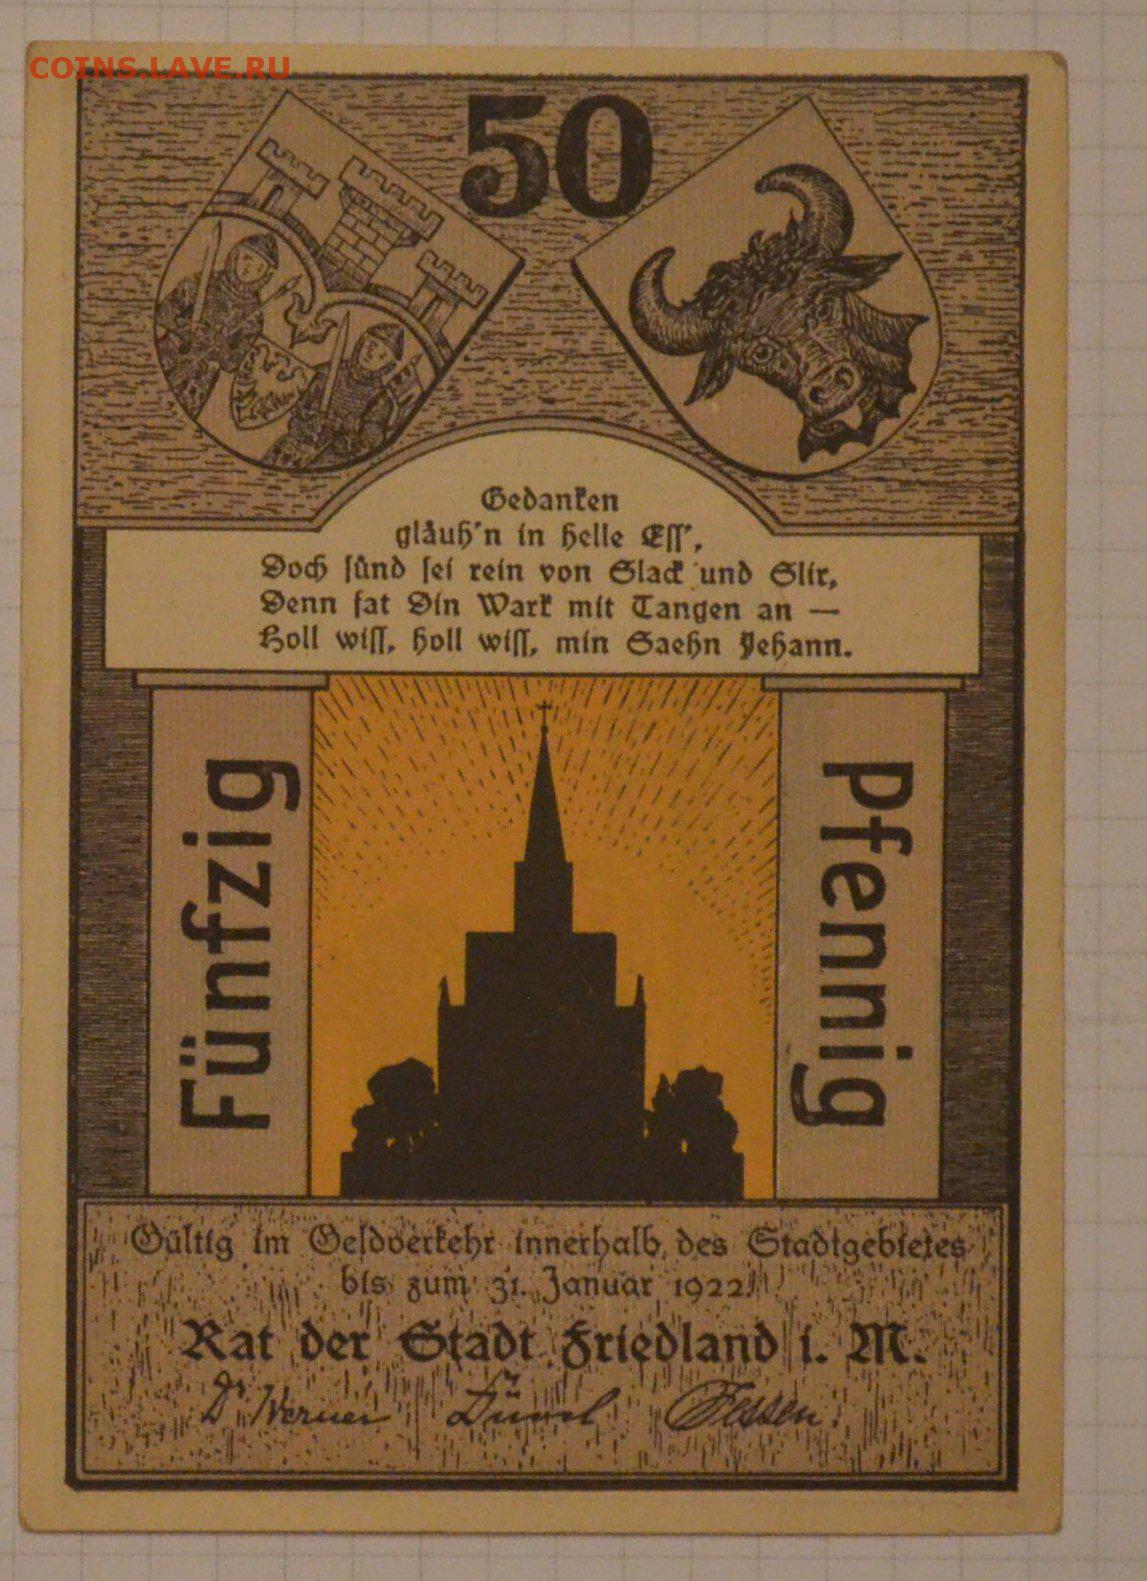 COINS.LAVE.RU
50
Gedanken
gläuh'n in helle Ess',
Doch sünd sei rein von Slack und Slir,
Denn fat Din Wark mit Tangen an —
Holl wiss, holl wiss, min Saehn Jehann.
Fünfzig
Pfennig
Gültig im Geldverkehr innerhalb des Stadtgebietes
bis zum 31. Januar 1922.
Rat der Stadt Friedland i. M.
Dr Werner